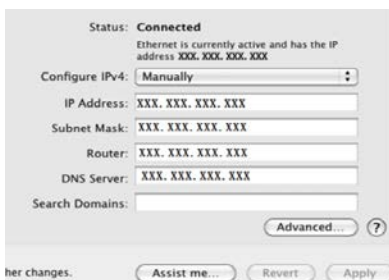 Status: Connected
Ethernet is currently active and has the IP
address XXX. XXX. XXX. XXX
Configure IPv4: Manually
IP Address: XXX. XXX. XXX. XXX
Subnet Mask: XXX. XXX. XXX. XXX
Router: XXX. XXX. XXX. XXX
DNS Server: XXX. XXX. XXX. XXX
Search Domains:
Advanced... ?
her changes. Assist me... Revert Apply